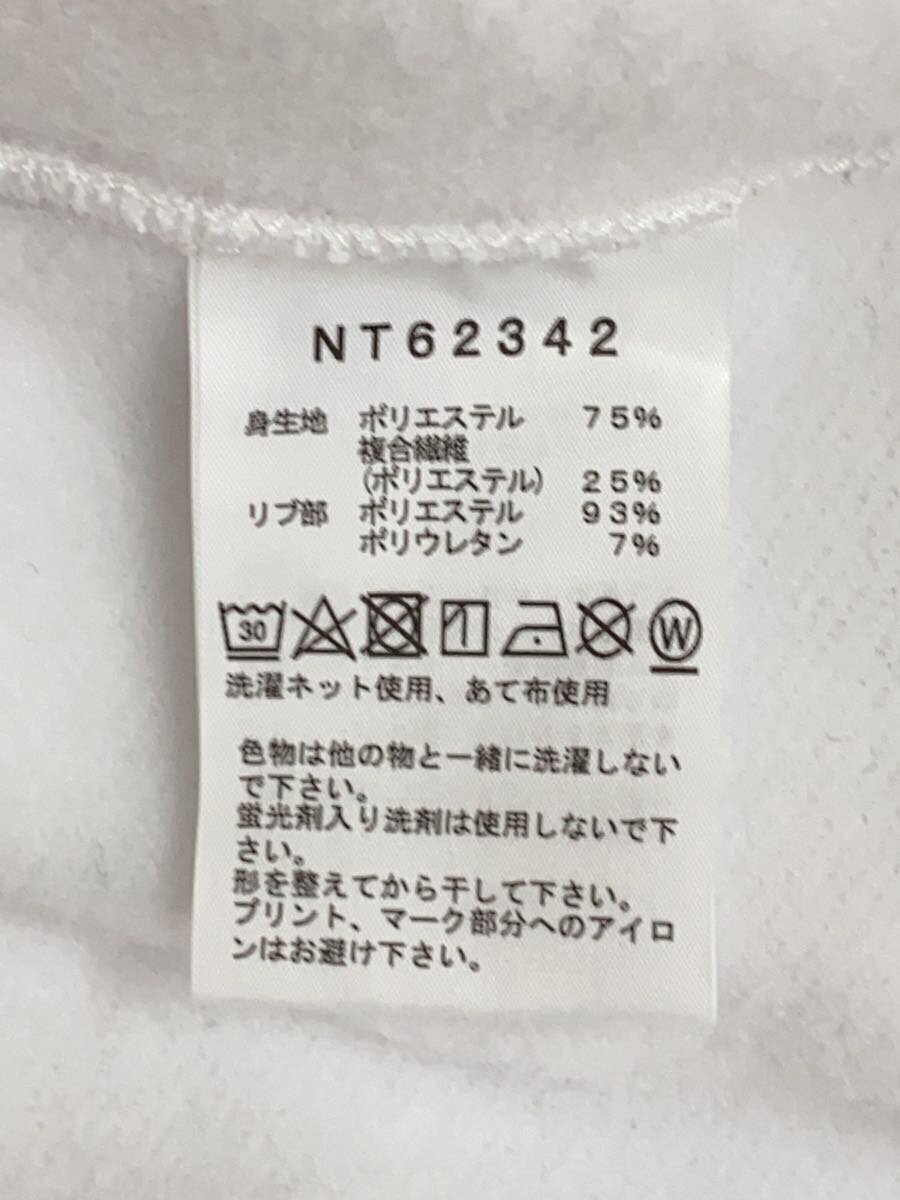 NT62342
身生地 ポリエステル 75%
複合繊維
(ポリエステル) 25%
リブ部 ポリエステル 93%
ポリウレタン 7%
30 W
洗濯ネット使用、あて布使用
色物は他の物と一緒に洗濯しない
で下さい。
蛍光剤入り洗剤は使用しないで下
さい。
形を整えてから干して下さい。
プリント、マーク部分へのアイロ
ンはお避け下さい。